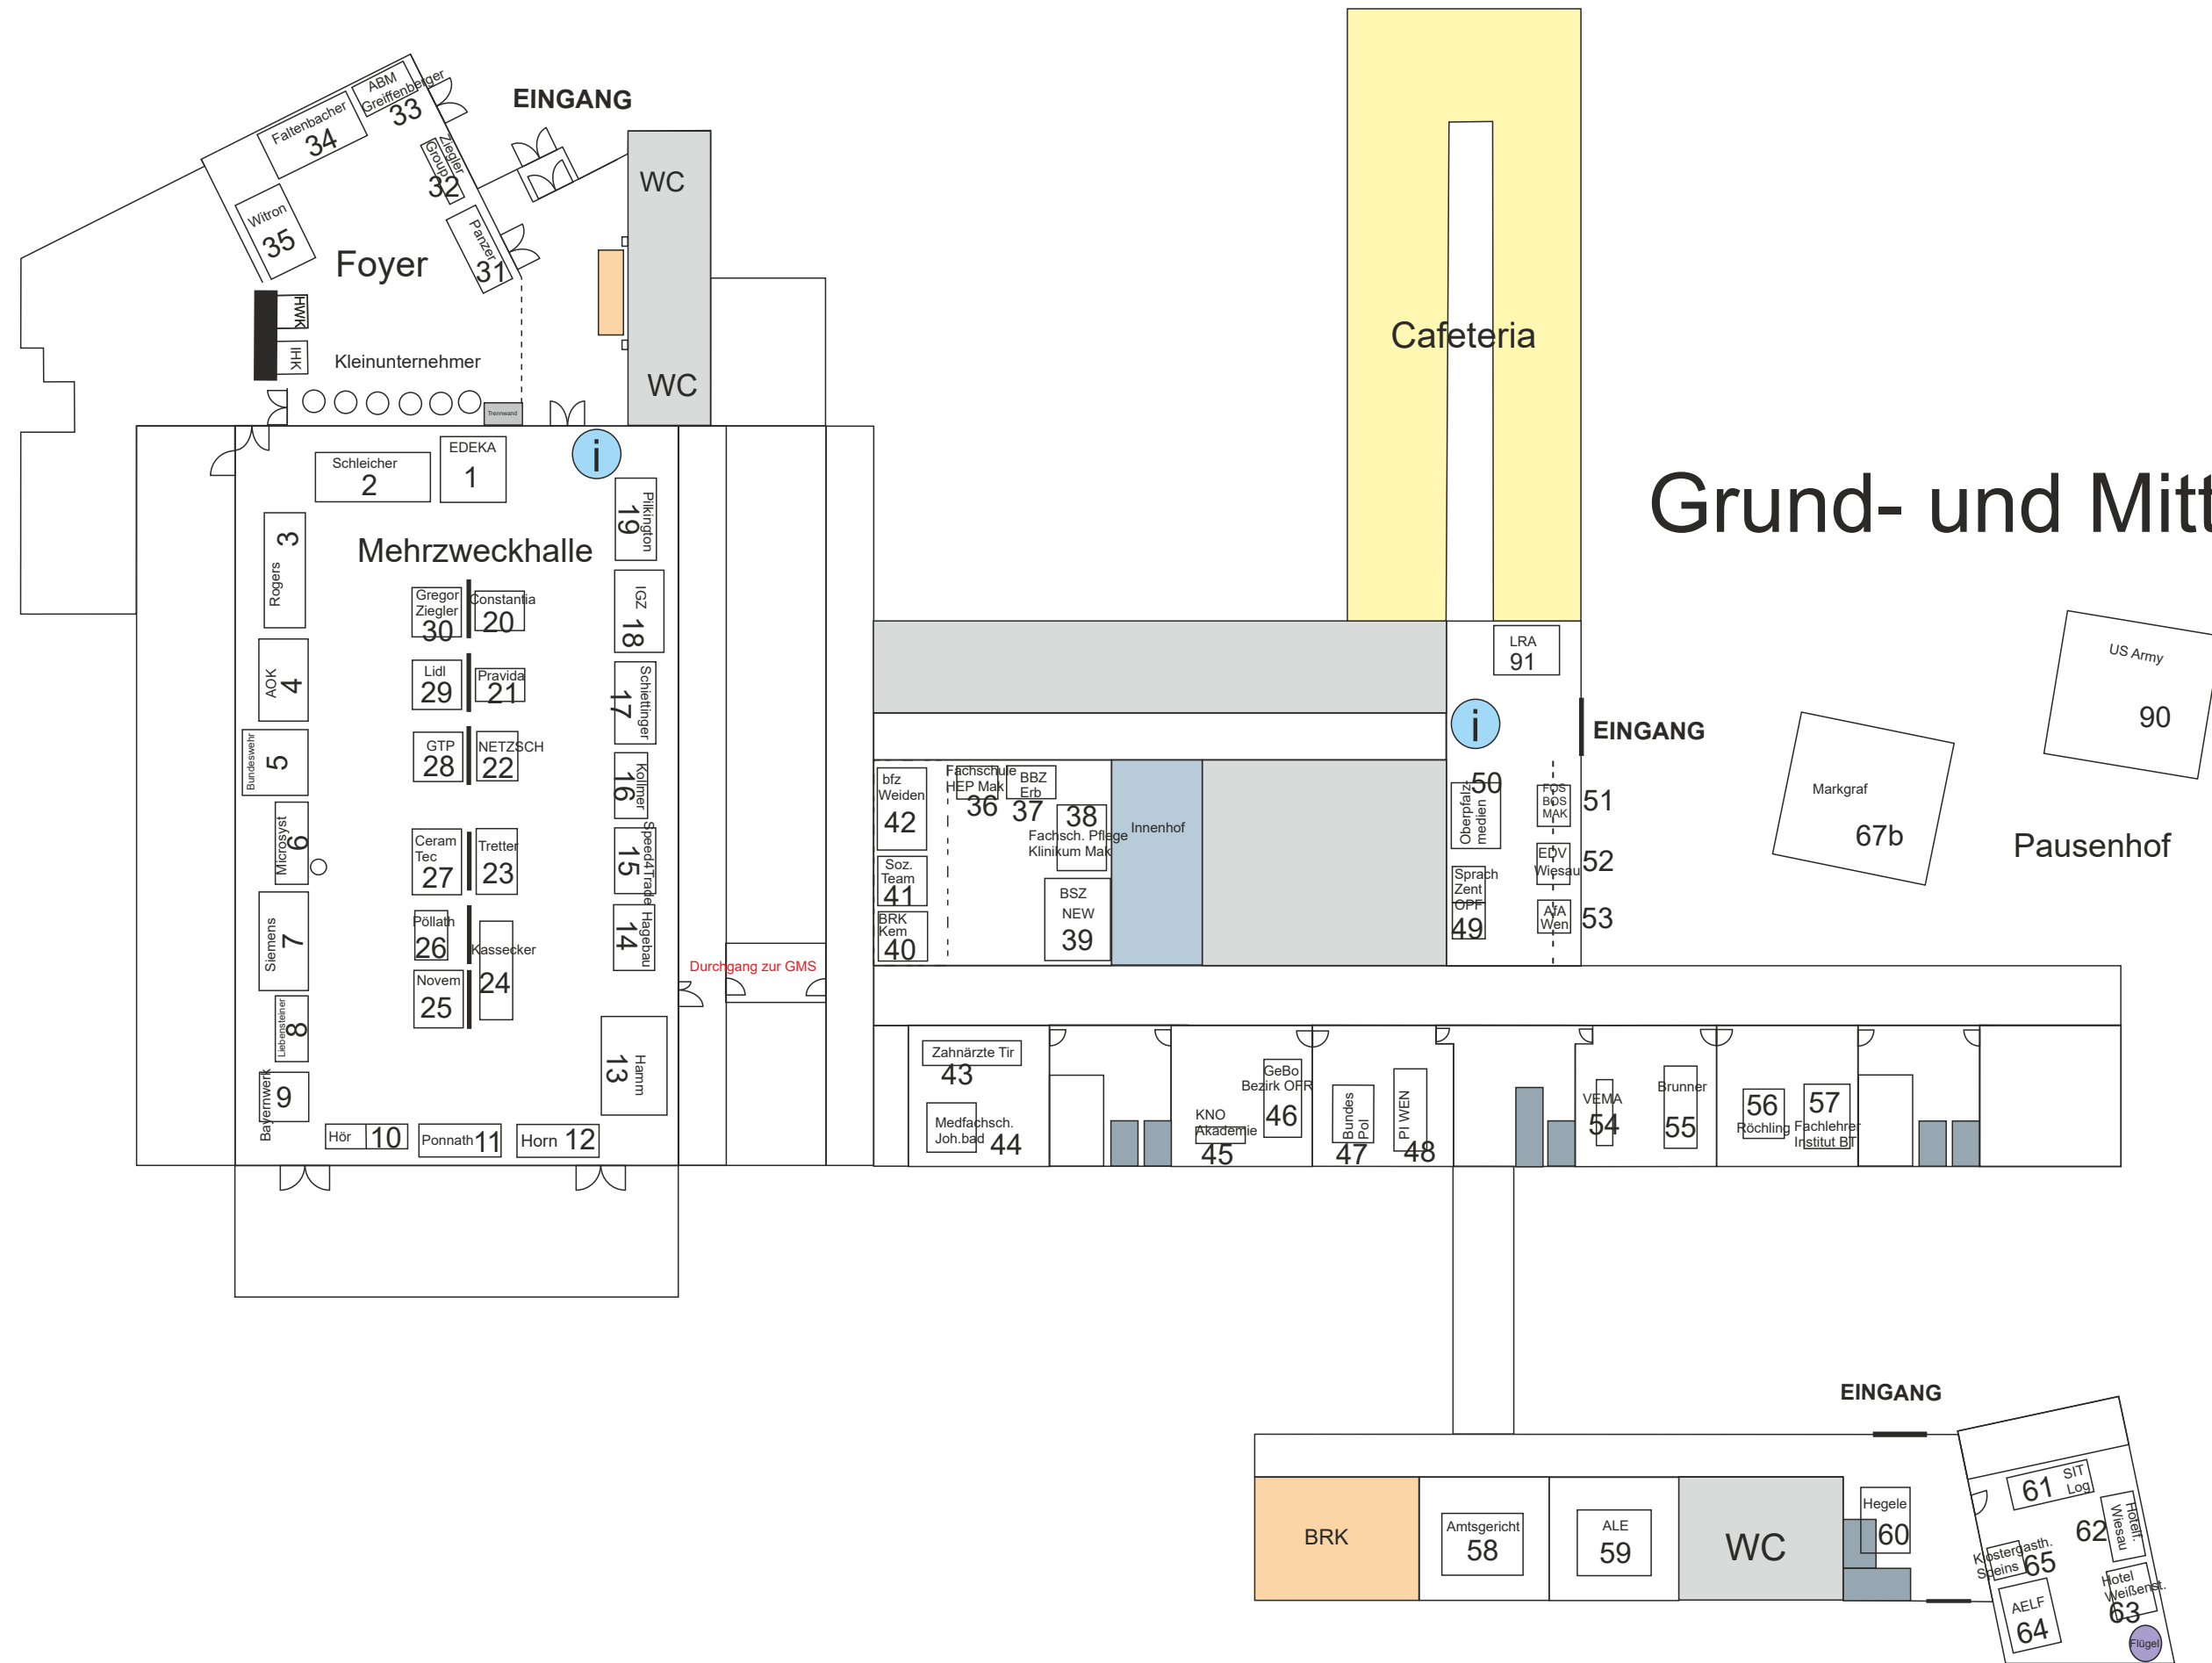 EINGANG
ABM
Greiffenberger
33
Faltenbacher
34
Ziegler
Group
32
Witron
35
Panzer
31
Foyer
WC
WC
HWK
IHK
Kleinunternehmer
Trennwand
i
EDEKA
1
Schleicher
2
Rogers
3
Mehrzweckhalle
Pilkington
19
IGZ
18
Gregor
Ziegler
30
Constantia
20
AOK
4
Lidl
29
Pravida
21
Schiettinger
17
Bundeswehr
5
GTP
28
NETZSCH
22
Kollmer
16
Microsyst
6
Ceram
Tec
27
Tretter
23
Speed4Trade
15
Siemens
7
Pöllath
26
Kassecker
24
Hagebau
14
Novem
25
Liebensteiner
8
Hamm
13
Bayernwerk
9
Hör
10
Ponnath
11
Horn
12
Durchgang zur GMS
Cafeteria
Grund- und Mitt
LRA
91
i
EINGANG
US Army
90
Markgraf
67b
Pausenhof
bfz
Weiden
42
Fachschule
HEP Mak
36
BBZ
Erb
37
38
Fachsch. Pflege
Klinikum Mak
Innenhof
Soz.
Team
41
BRK
Kem
40
BSZ
NEW
39
50
Oberpfalz-
medien
FOS
BOS
MAK
51
EDV
Wiesau
52
Sprach
Zent
OPF
49
AfA
Wen
53
Zahnärzte Tir
43
Medfachsch.
Joh.bad
44
KNO
Akademie
45
GeBo
Bezirk OFR
46
Bundes
Pol
47
PI WEN
48
VEMA
54
Brunner
55
56
Röchling
57
Fachlehrer
Institut BT
EINGANG
BRK
Amtsgericht
58
ALE
59
WC
Hegele
60
61
SIT
Log
62
Hotelf.
Wiesau
Klostergasth.
Speins
65
Hotel
Weißenst.
63
AELF
64
Flügel